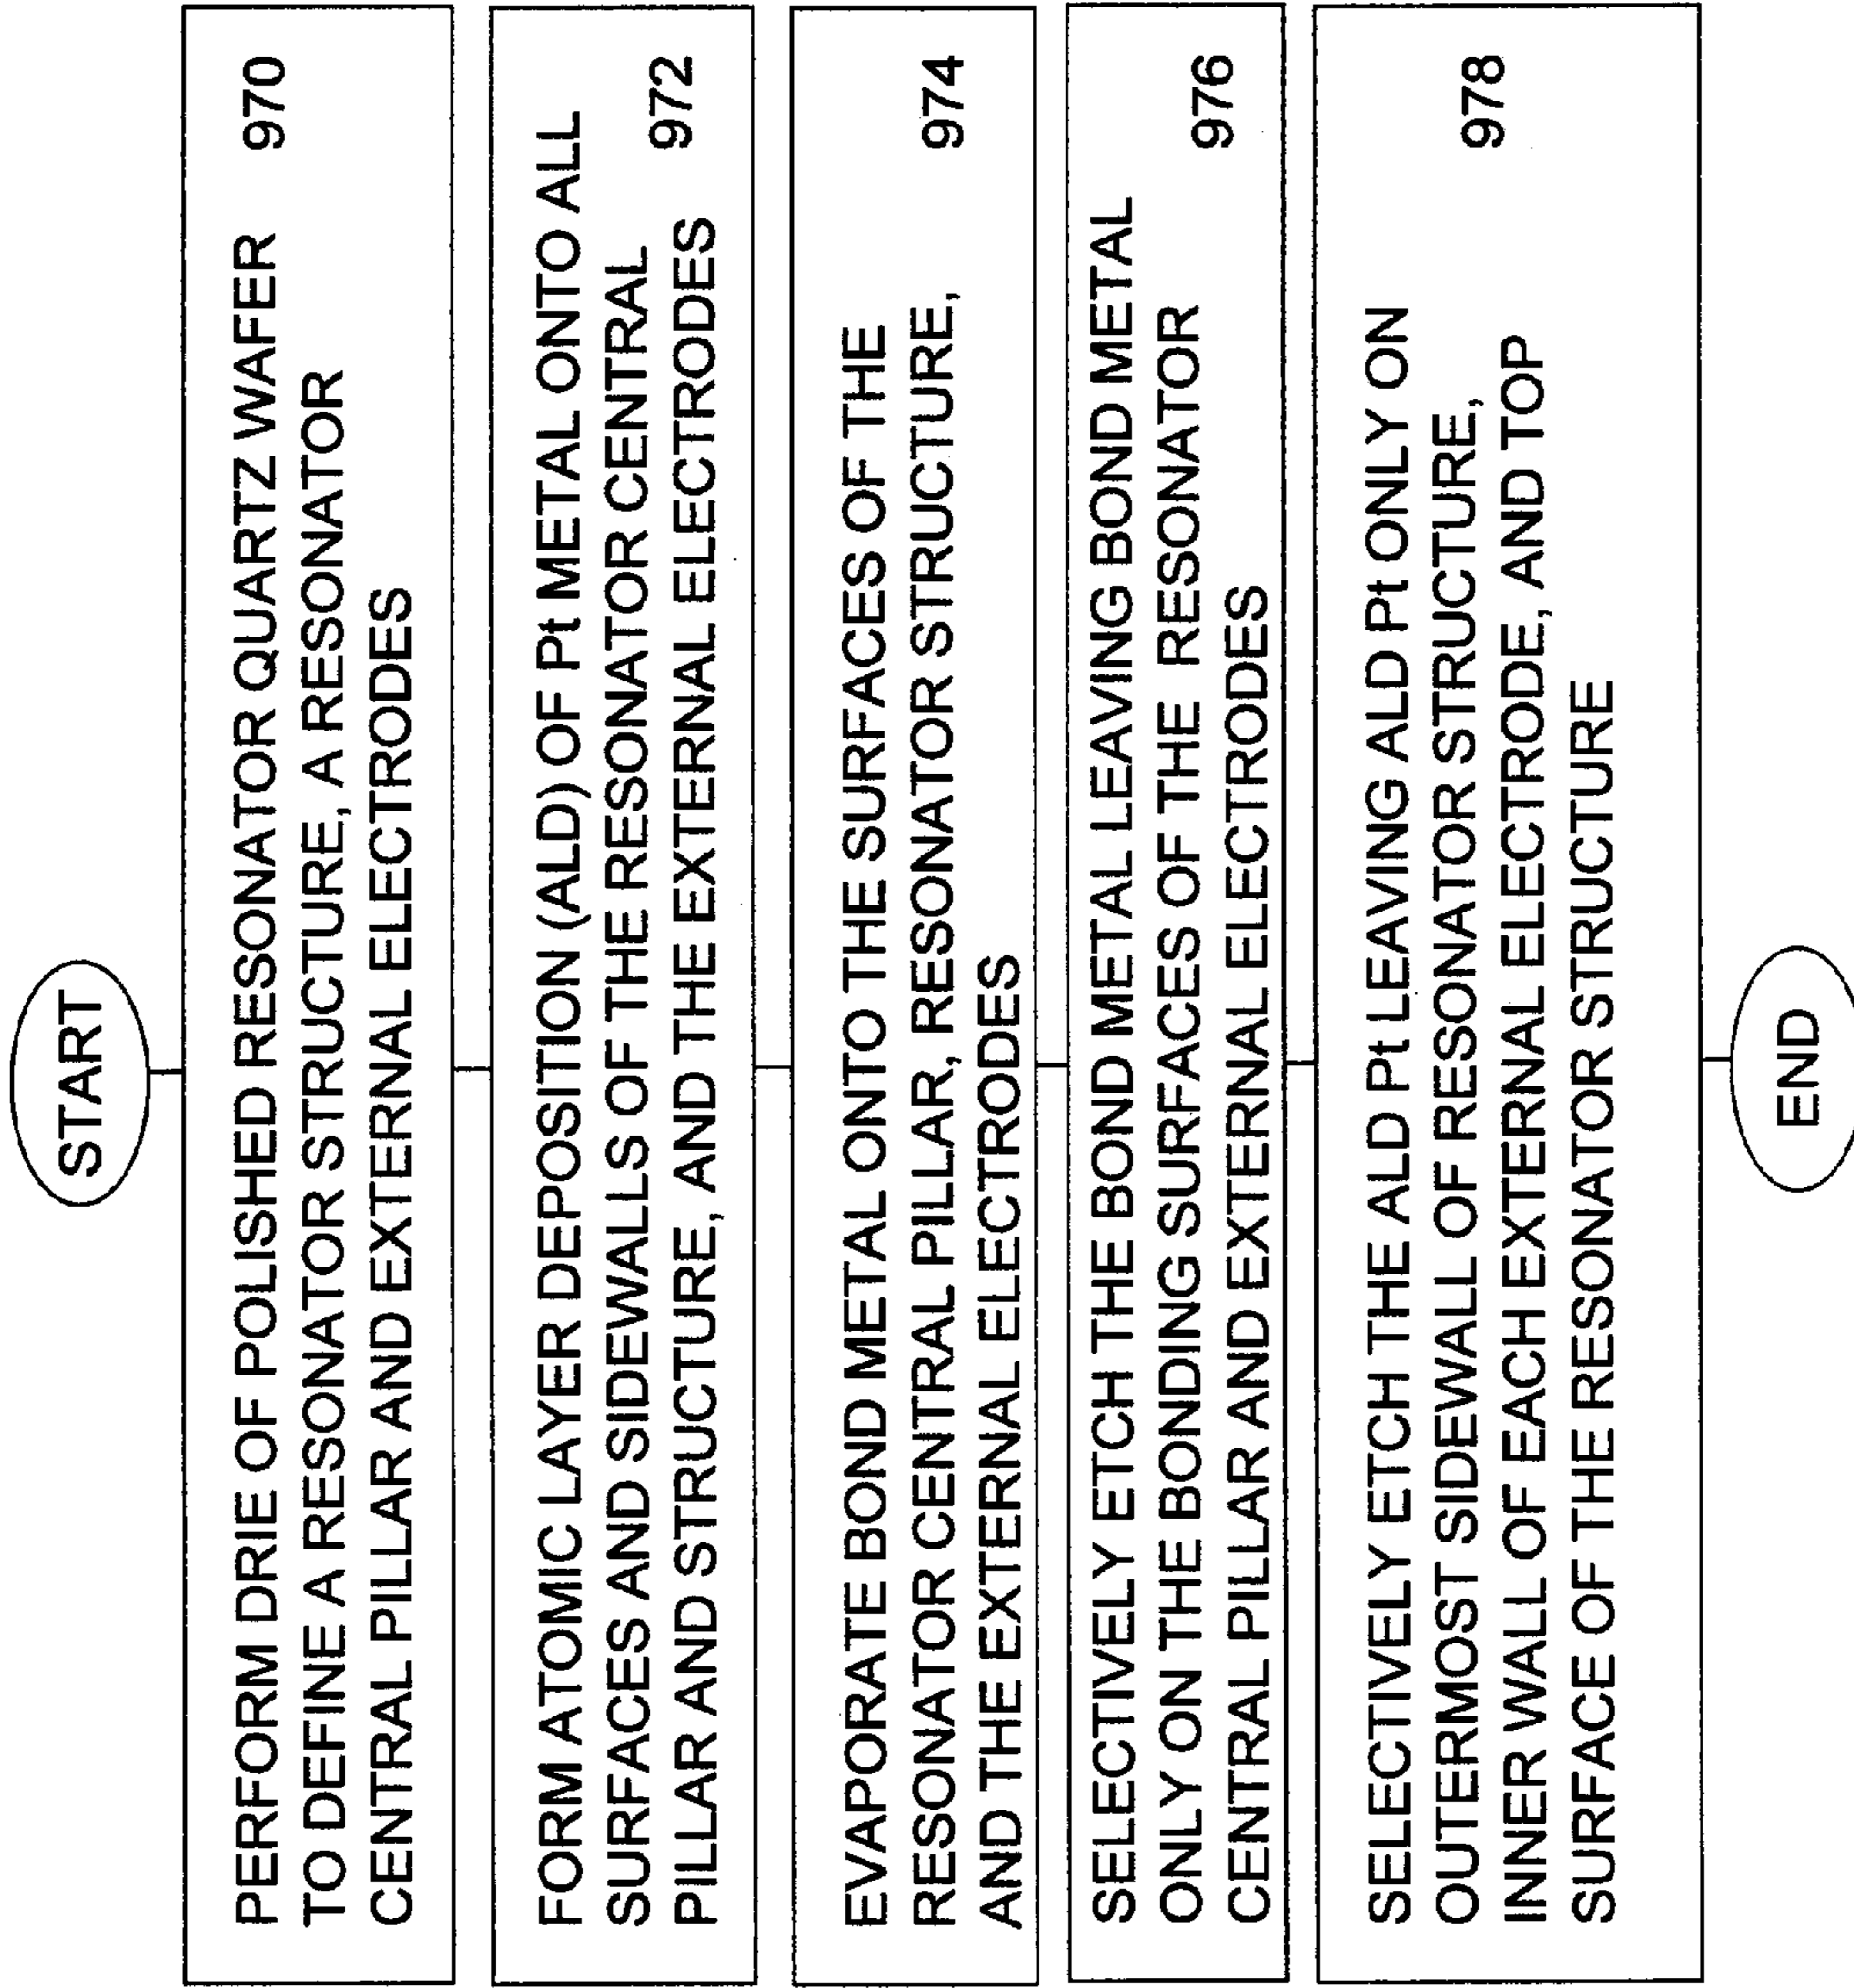 START
PERFORM DRIE OF POLISHED RESONATOR QUARTZ WAFER 970
TO DEFINE A RESONATOR STRUCTURE, A RESONATOR
CENTRAL PILLAR AND EXTERNAL ELECTRODES
FORM ATOMIC LAYER DEPOSITION (ALD) OF Pt METAL ONTO ALL
SURFACES AND SIDEWALLS OF THE RESONATOR CENTRAL 972
PILLAR AND STRUCTURE, AND THE EXTERNAL ELECTRODES
EVAPORATE BOND METAL ONTO THE SURFACES OF THE
RESONATOR CENTRAL PILLAR, RESONATOR STRUCTURE, 974
AND THE EXTERNAL ELECTRODES
SELECTIVELY ETCH THE BOND METAL LEAVING BOND METAL
ONLY ON THE BONDING SURFACES OF THE RESONATOR 976
CENTRAL PILLAR AND EXTERNAL ELECTRODES
SELECTIVELY ETCH THE ALD Pt LEAVING ALD Pt ONLY ON
OUTERMOST SIDEWALL OF RESONATOR STRUCTURE, 978
INNER WALL OF EACH EXTERNAL ELECTRODE, AND TOP
SURFACE OF THE RESONATOR STRUCTURE
END